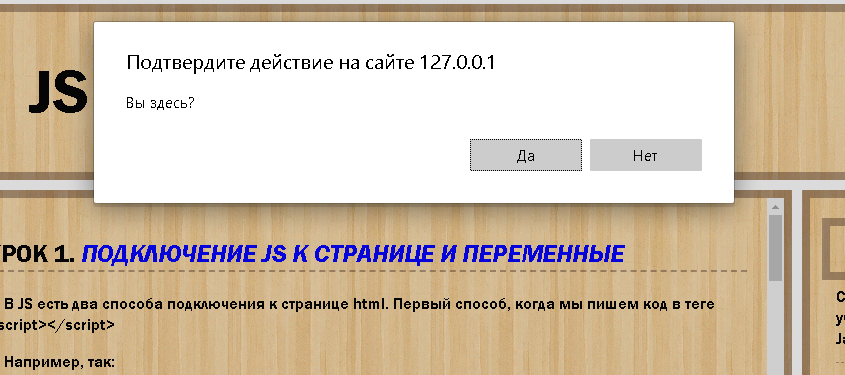 Подтвердите действие на сайте 127.0.0.1
Вы здесь?
Да
Нет
JS
РОК 1. ПОДКЛЮЧЕНИЕ JS К СТРАНИЦЕ И ПЕРЕМЕННЫЕ
В JS есть два способа подключения к странице html. Первый способ, когда мы пишем код в теге
script></script>
Например, так: